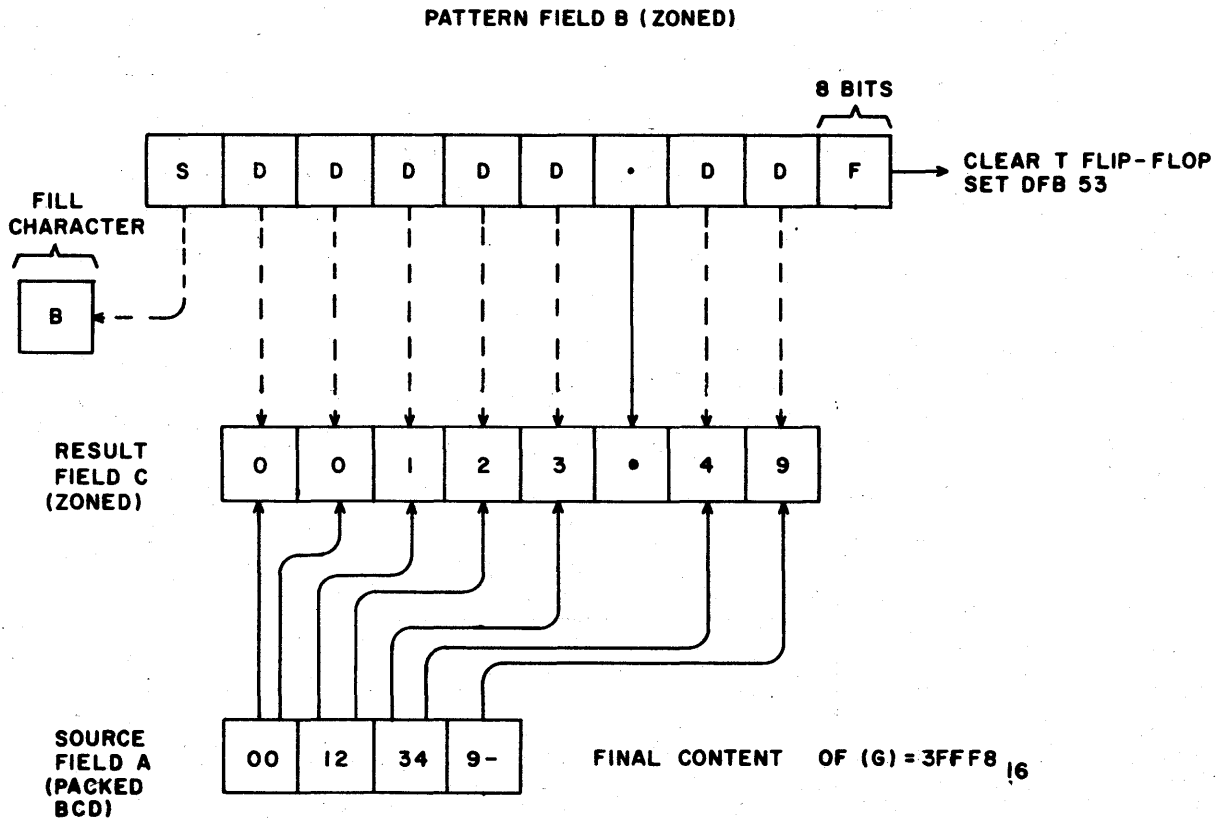 PATTERN FIELD B (ZONED)
8 BITS
S D D D D D . D D F
CLEAR T FLIP-FLOP
SET DFB 53
FILL
CHARACTER
B
RESULT
FIELD C
(ZONED)
0 0 1 2 3 . 4 9
SOURCE
FIELD A
(PACKED
BCD)
00 12 34 9-
FINAL CONTENT OF (G) = 3FFF8 16